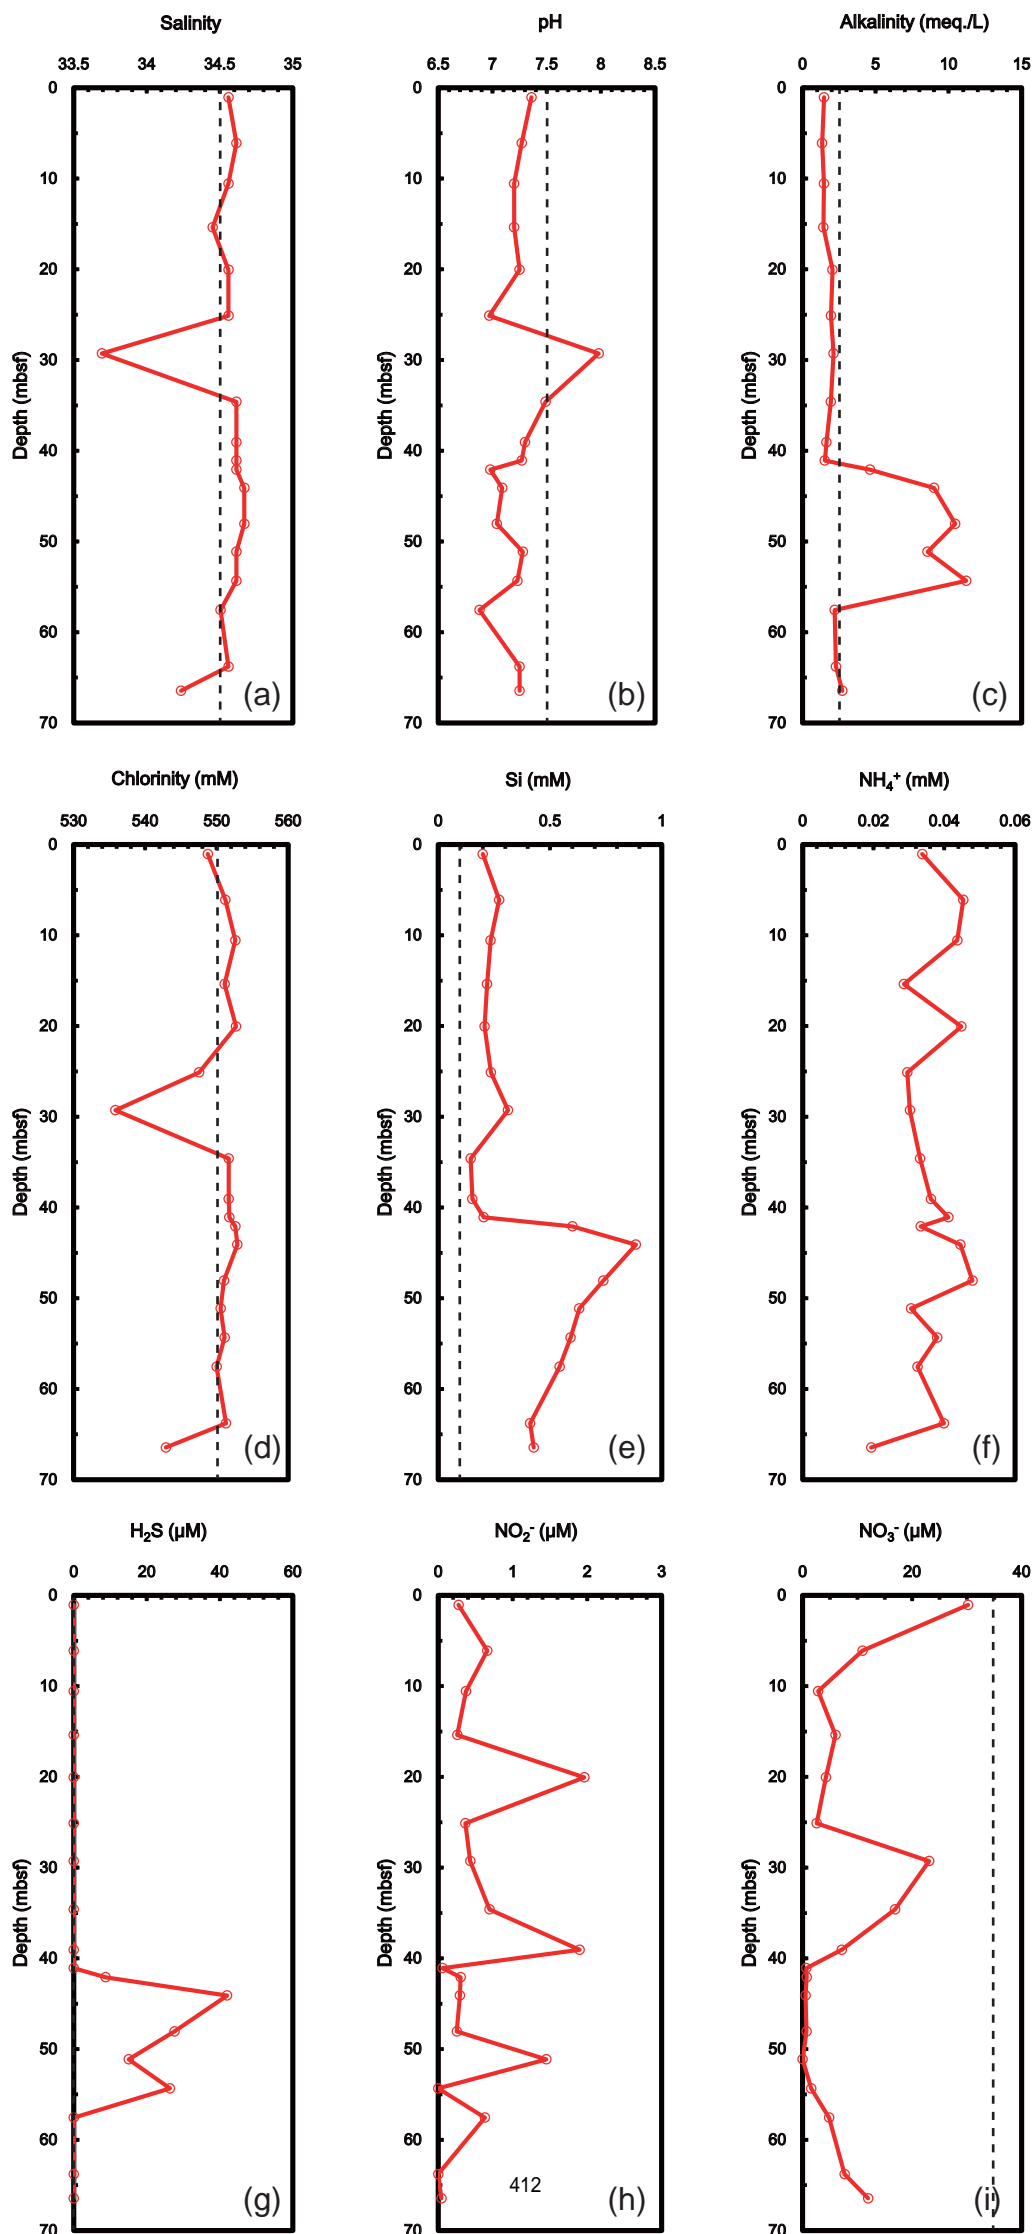 Salinity
33.5 34 34.5 35
0
10
20
30
40
50
60
70
Depth (mbsf)
(a)
pH
6.5 7 7.5 8 8.5
0
10
20
30
40
50
60
70
Depth (mbsf)
(b)
Alkalinity (meq./L)
0 5 10 15
0
10
20
30
40
50
60
70
Depth (mbsf)
(c)
Chlorinity (mM)
530 540 550 560
0
10
20
30
40
50
60
70
Depth (mbsf)
(d)
Si (mM)
0 0.5 1
0
10
20
30
40
50
60
70
Depth (mbsf)
(e)
NH₄⁺ (mM)
0 0.02 0.04 0.06
0
10
20
30
40
50
60
70
Depth (mbsf)
(f)
H₂S (µM)
0 20 40 60
0
10
20
30
40
50
60
70
Depth (mbsf)
(g)
NO₂⁻ (µM)
0 1 2 3
0
10
20
30
40
50
60
70
Depth (mbsf)
412
(h)
NO₃⁻ (µM)
0 20 40
0
10
20
30
40
50
60
70
Depth (mbsf)
(i)